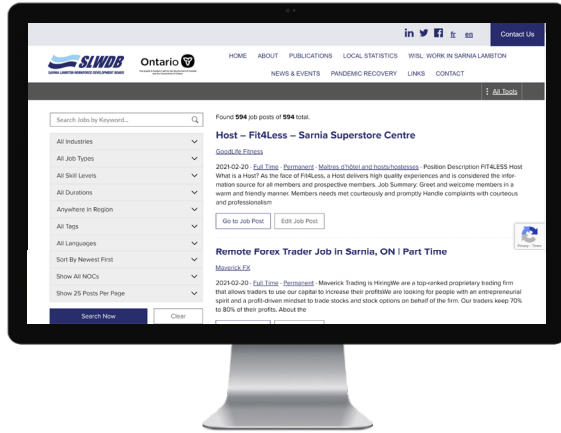 in fr en Contact Us
SLWDB
SARNIA LAMBTON WORKFORCE DEVELOPMENT BOARD
Ontario
HOME ABOUT PUBLICATIONS LOCAL STATISTICS WISL: WORK IN SARNIA LAMBTON
NEWS & EVENTS PANDEMIC RECOVERY LINKS CONTACT
All Tools
Search Jobs by Keyword...
All Industries
All Job Types
All Skill Levels
All Durations
Anywhere in Region
All Tags
All Languages
Sort By Newest First
Show All NOCs
Show 25 Posts Per Page
Search Now Clear
Found 594 job posts of 594 total.
Host – Fit4Less – Sarnia Superstore Centre
GoodLife Fitness
2021-02-20 - Full Time - Permanent - Maîtres d'hôtel and hosts/hostesses - Position Description FIT4LESS Host
What is a Host? As the face of Fit4Less, a Host delivers high quality experiences and is considered the infor-
mation source for all members and prospective members. Job Summary: Greet and welcome members in a
warm and friendly manner. Members needs met courteously and promptly Handle complaints with courteous
and professionalism
Go to Job Post Edit Job Post
Remote Forex Trader Job in Sarnia, ON | Part Time
Maverick FX
2021-02-20 - Full Time - Permanent - Maverick Trading is HiringWe are a top-ranked proprietary trading firm
that allows traders to use our capital to increase their profitsWe are looking for people with an entrepreneurial
spirit and a profit-driven mindset to trade stocks and stock options on behalf of the firm. Our traders keep 70%
to 80% of their profits. About the
Privacy - Terms